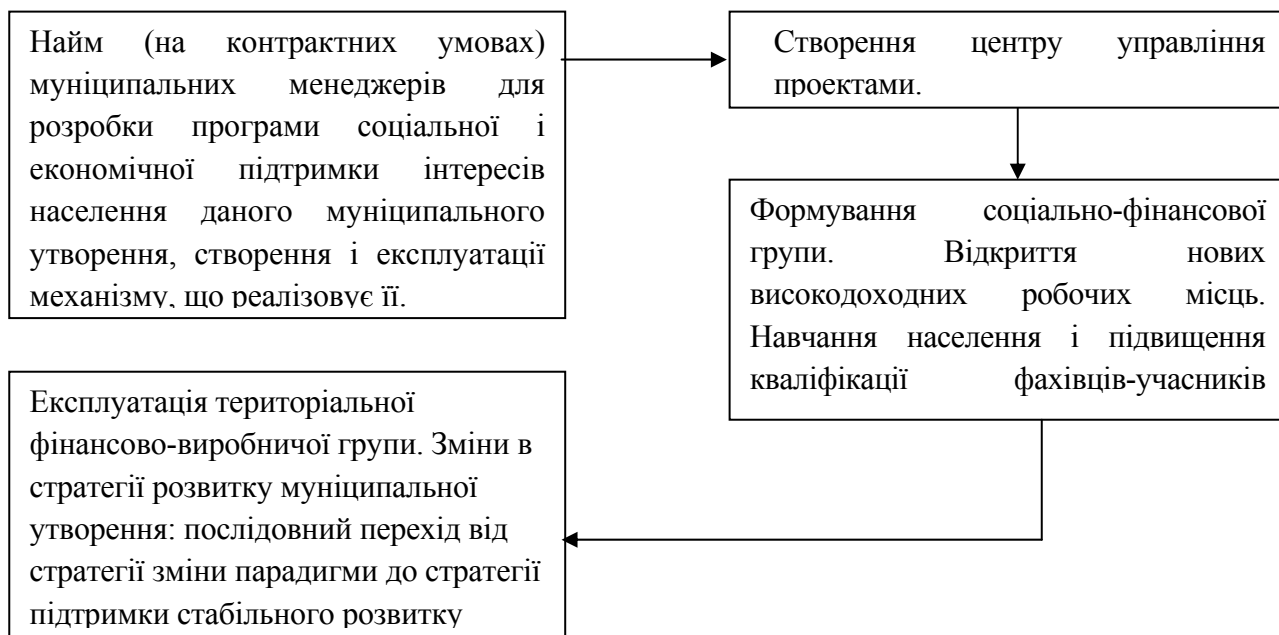 Найм (на контрактних умовах)
муніципальних менеджерів для
розробки програми соціальної і
економічної підтримки інтересів
населення даного муніципального
утворення, створення і експлуатації
механізму, що реалізовує її.
Створення центру управління
проектами.
Формування соціально-фінансової
групи. Відкриття нових
високодоходних робочих місць.
Навчання населення і підвищення
кваліфікації фахівців-учасників
Експлуатація територіальної
фінансово-виробничої групи. Зміни в
стратегії розвитку муніципальної
утворення: послідовний перехід від
стратегії зміни парадигми до стратегії
підтримки стабільного розвитку